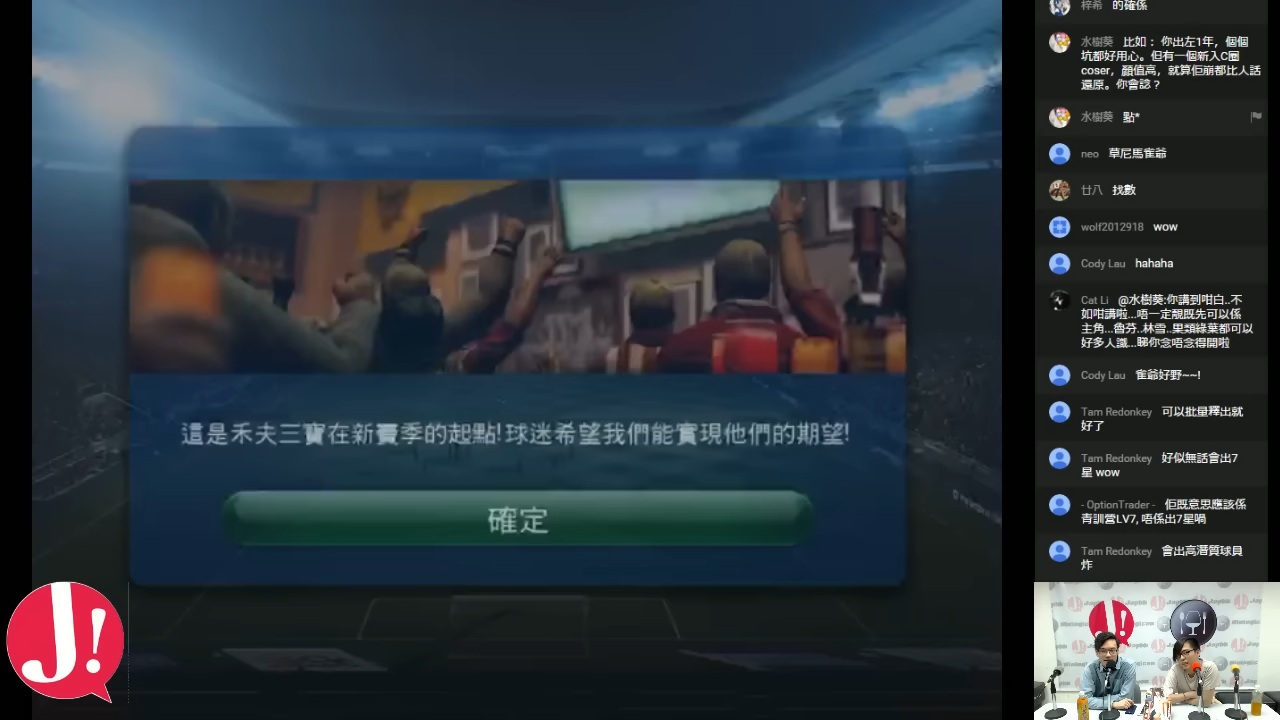 梓希 的確係
水樹葵 比如：你出左1年，個個
坑都好用心。但有一個新入C圈
coser，顏值高，就算佢崩都比人話
還原。你會諗？
水樹葵 點*
neo 草尼馬雀爺
廿八 找數
wolf2012918 wow
Cody Lau hahaha
Cat Li @水樹葵:你講到咁白..不
如咁講啦...唔一定靚既先可以係
主角...魯芬..林雪..果類綠葉都可以
好多人識...睇你念唔念得開啦
Cody Lau 雀爺好野~~!
Tam Redonkey 可以批量釋出就
好了
Tam Redonkey 好似無話會出7
星 wow
- OptionTrader - 佢既意思應該係
青訓營LV7, 唔係出7星喎
Tam Redonkey 會出高潛質球員
炸
這是禾夫三寶在新賽季的起點!球迷希望我們能實現他們的期望!
確定
J!